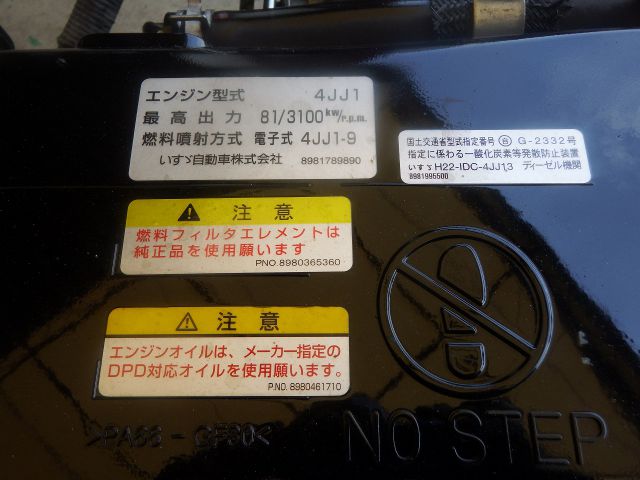 エンジン型式 4JJ1
最高出力 81/3100 kw/r.p.m.
燃料噴射方式 電子式 4JJ1-9
いすゞ自動車株式会社 8981789890
国土交通省型式指定番号 G-2332号
指定に係わる一酸化炭素等発散防止装置
いすゞ H22-IDC-4JJ1,3 ディーゼル機関
8981995500
注意
燃料フィルタエレメントは
純正品を使用願います
PNO.8980365360
注意
エンジンオイルは、メーカー指定の
DPD対応オイルを使用願います。
P.NO. 8980461710
>PA66-GF30<
NO STEP